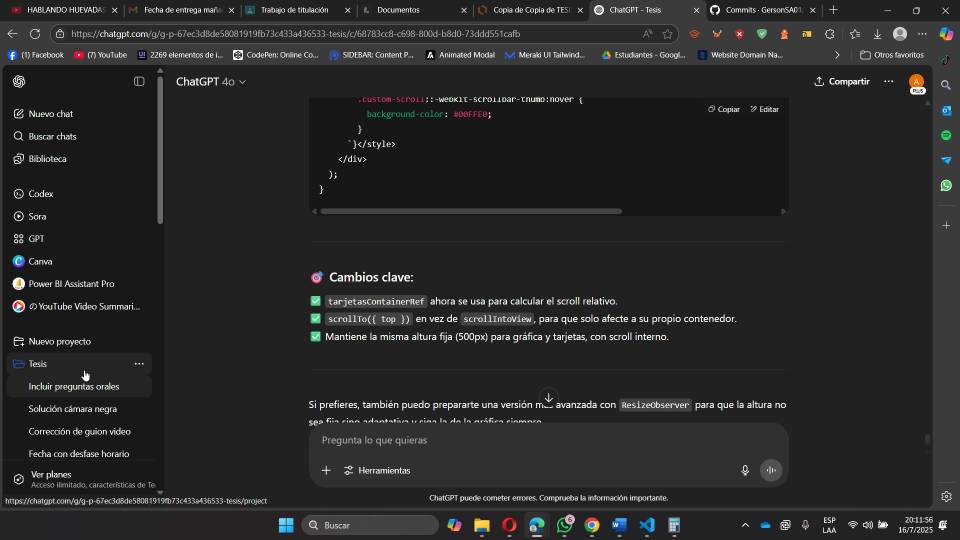 HABLANDO HUEVADAS
Fecha de entrega maña
Trabajo de titulación
Documentos
Copia de Copia de TESI
ChatGPT - Tesis
Commits · GersonSA01/
https://chatgpt.com/g/g-p-67ec3d8de58081919fb73c433a436533-tesis/c/68783cc8-c698-800d-b8d0-73ddd551cafb
(1) Facebook
(7) YouTube
2269 elementos de i...
CodePen: Online Co...
SIDEBAR: Content P...
Animated Modal
Meraki UI Tailwind...
Estudiantes - Googl...
Website Domain Na...
Otros favoritos
ChatGPT 4o
Compartir
PLUS
Nuevo chat
Buscar chats
Biblioteca
Codex
Sora
GPT
Canva
Power BI Assistant Pro
の YouTube Video Summari...
Nuevo proyecto
Tesis
Incluir preguntas orales
Solución cámara negra
Corrección de guion video
Fecha con desfase horario
Ver planes
Acceso ilimitado, características de Te
https://chatgpt.com/g/g-p-67ec3d8de58081919fb73c433a436533-tesis/project
.custom-scroll::-webkit-scrollbar-thumb:hover {
Copiar
Editar
background-color: #00FFE0;
}
`}</style>
</div>
);
}
Cambios clave:
tarjetasContainerRef ahora se usa para calcular el scroll relativo.
scrollTo({ top }) en vez de scrollIntoView, para que solo afecte a su propio contenedor.
Mantiene la misma altura fija (500px) para gráfica y tarjetas, con scroll interno.
Si prefieres, también puedo prepararte una versión más avanzada con ResizeObserver para que la altura no
sea fija sino adaptativa y siga la de la gráfica siempre.
Pregunta lo que quieras
Herramientas
ChatGPT puede cometer errores. Comprueba la información importante.
Buscar
6
ESP
LAA
20:11:56
16/7/2025